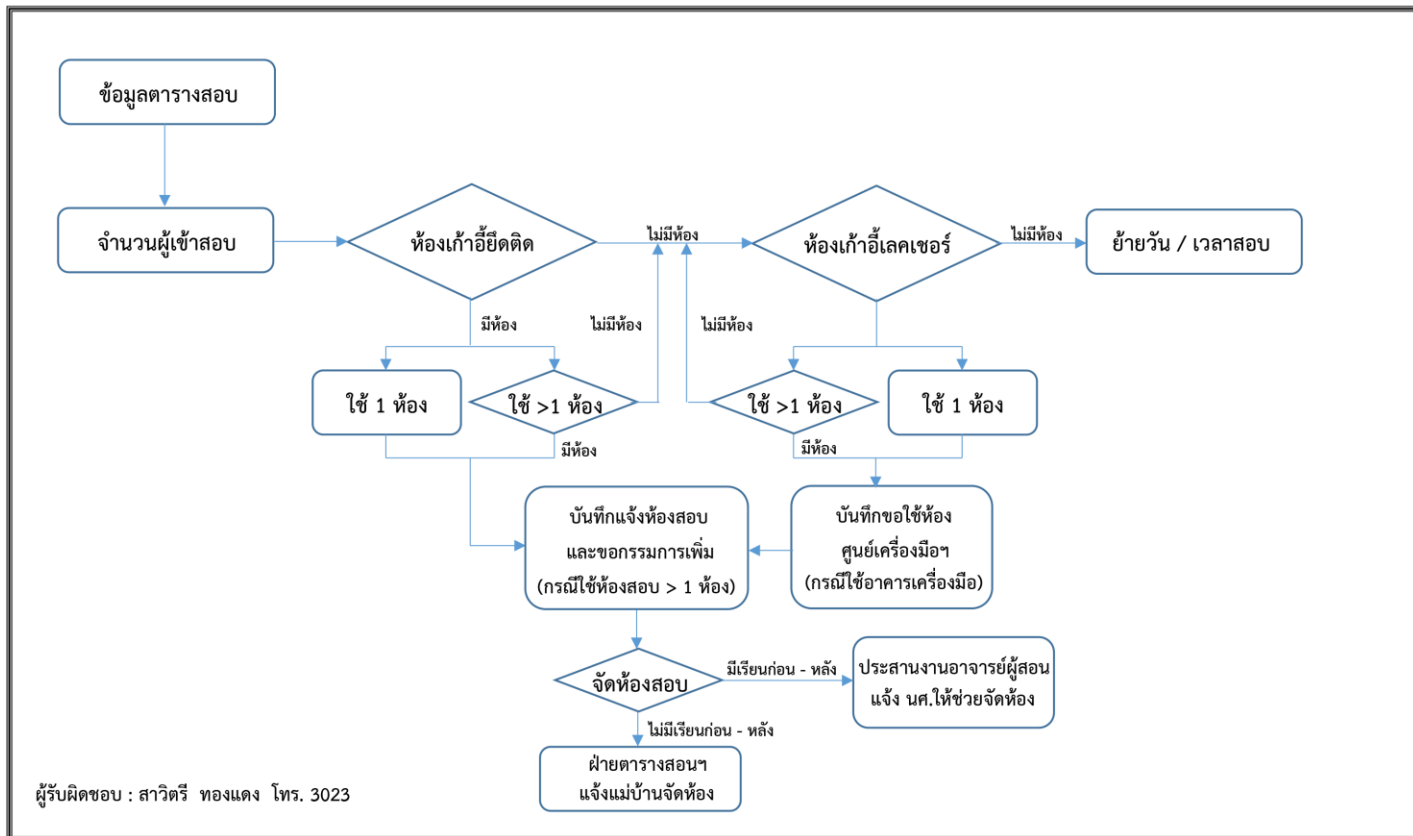 ข้อมูลตารางสอบ
จำนวนผู้เข้าสอบ
ห้องเก้าอี้ยึดติด
ไม่มีห้อง
ห้องเก้าอี้เลคเชอร์
ไม่มีห้อง
ย้ายวัน / เวลาสอบ
มีห้อง
ไม่มีห้อง
ไม่มีห้อง
ใช้ 1 ห้อง
ใช้ >1 ห้อง
ใช้ >1 ห้อง
ใช้ 1 ห้อง
มีห้อง
มีห้อง
บันทึกแจ้งห้องสอบ
และขอกรรมการเพิ่ม
(กรณีใช้ห้องสอบ > 1 ห้อง)
บันทึกขอใช้ห้อง
ศูนย์เครื่องมือฯ
(กรณีใช้อาคารเครื่องมือ)
จัดห้องสอบ
มีเรียนก่อน - หลัง
ประสานงานอาจารย์ผู้สอน
แจ้ง นศ.ให้ช่วยจัดห้อง
ไม่มีเรียนก่อน - หลัง
ฝ่ายตารางสอนฯ
แจ้งแม่บ้านจัดห้อง
ผู้รับผิดชอบ : สาวิตรี ทองแดง โทร. 3023